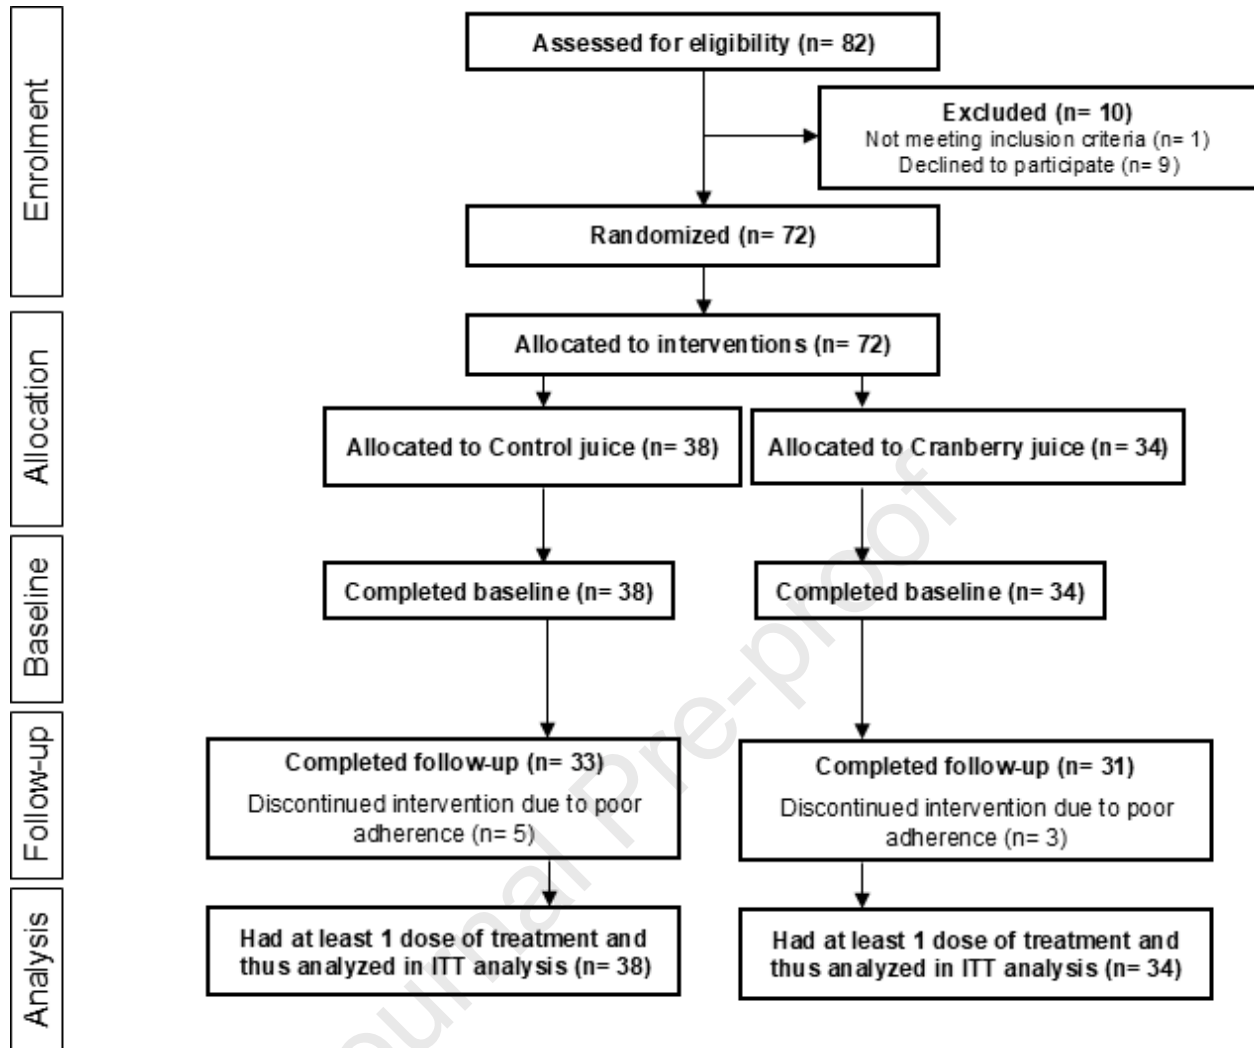 Enrolment
Assessed for eligibility (n= 82)
Excluded (n= 10)
Not meeting inclusion criteria (n= 1)
Declined to participate (n= 9)
Randomized (n= 72)
Allocation
Allocated to interventions (n= 72)
Allocated to Control juice (n= 38)
Allocated to Cranberry juice (n= 34)
Baseline
Completed baseline (n= 38)
Completed baseline (n= 34)
Follow-up
Completed follow-up (n= 33)
Discontinued intervention due to poor
adherence (n= 5)
Completed follow-up (n= 31)
Discontinued intervention due to poor
adherence (n= 3)
Analysis
Had at least 1 dose of treatment and
thus analyzed in ITT analysis (n= 38)
Had at least 1 dose of treatment and
thus analyzed in ITT analysis (n= 34)
Pre-proof